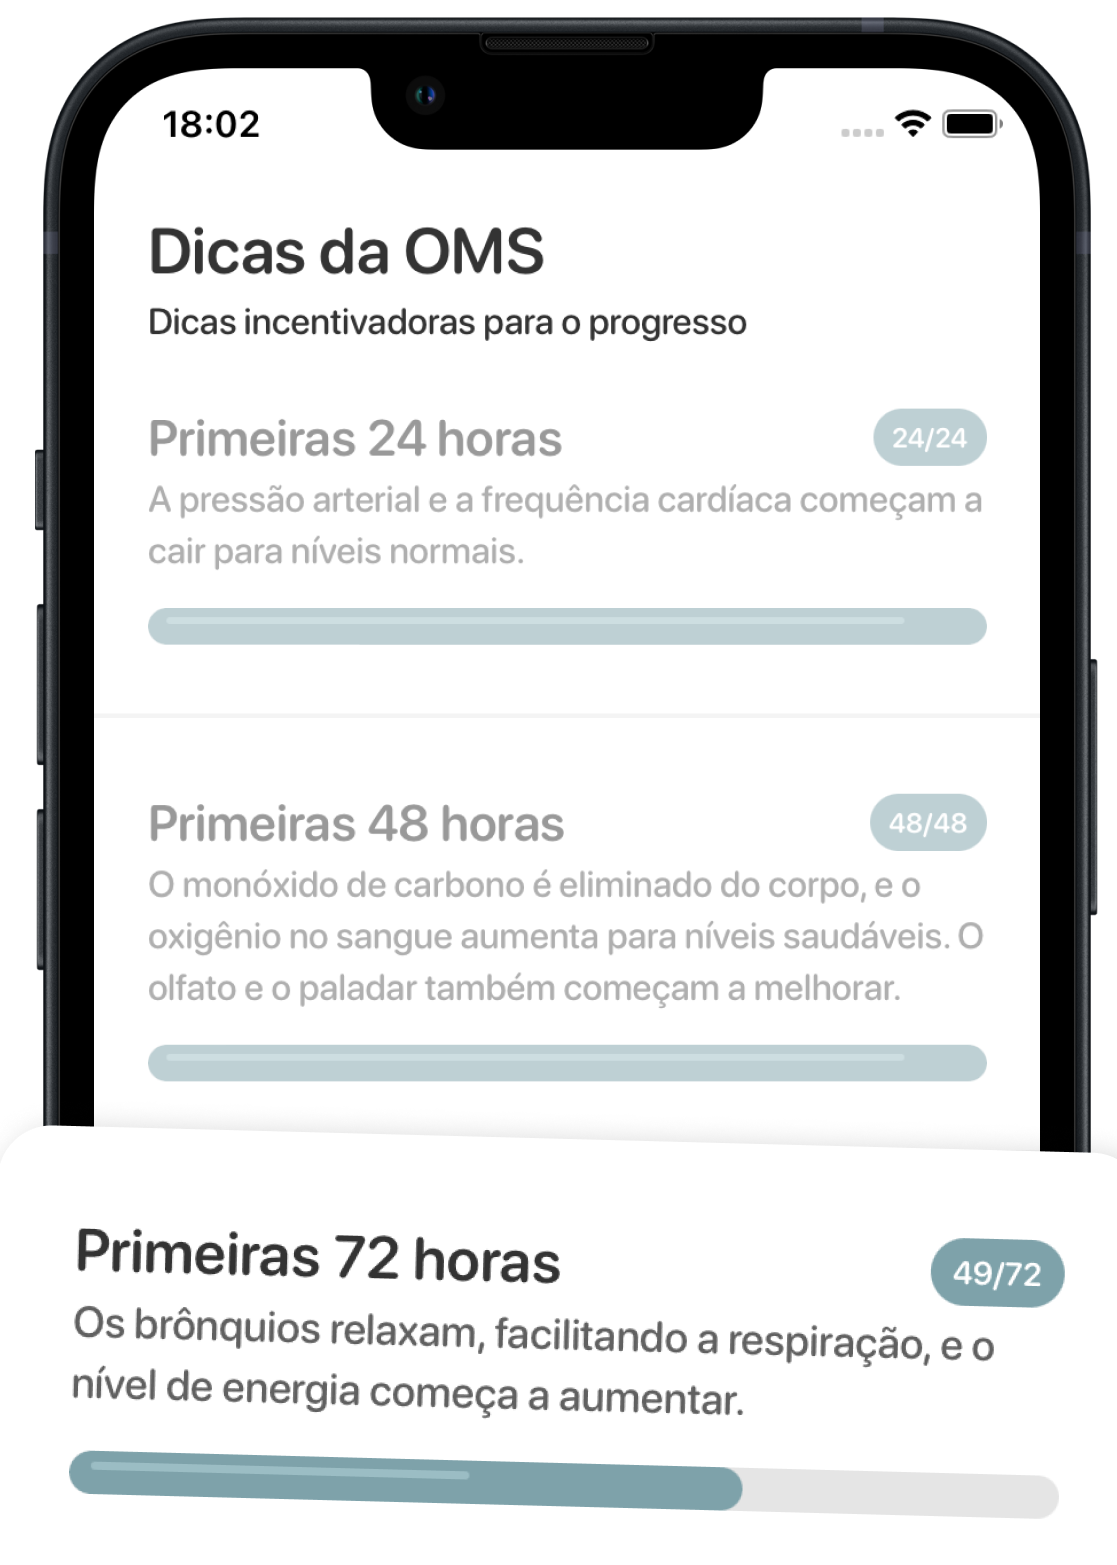 18:02
Dicas da OMS
Dicas incentivadoras para o progresso
Primeiras 24 horas
24/24
A pressão arterial e a frequência cardíaca começam a
cair para níveis normais.
Primeiras 48 horas
48/48
O monóxido de carbono é eliminado do corpo, e o
oxigênio no sangue aumenta para níveis saudáveis. O
olfato e o paladar também começam a melhorar.
Primeiras 72 horas
49/72
Os brônquios relaxam, facilitando a respiração, e o
nível de energia começa a aumentar.